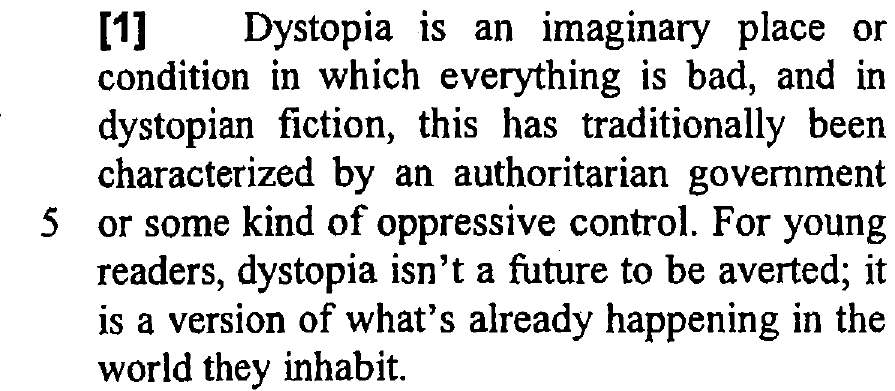 [1] Dystopia is an imaginary place or
condition in which everything is bad, and in
dystopian fiction, this has traditionally been
characterized by an authoritarian government
5 or some kind of oppressive control. For young
readers, dystopia isn't a future to be averted; it
is a version of what's already happening in the
world they inhabit.